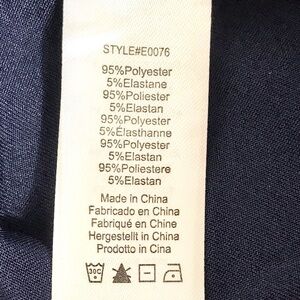 STYLE#E0076
95%Polyester
5%Elastane
95%Poliester
5%Elastan
95%Polyester
5%Élasthanne
95%Polyester
5%Elastan
95%Poliestere
5%Elastan
Made in China
Fabricado en China
Fabriqué en Chine
Hergestellt in China
Prodotto in Cina
30C